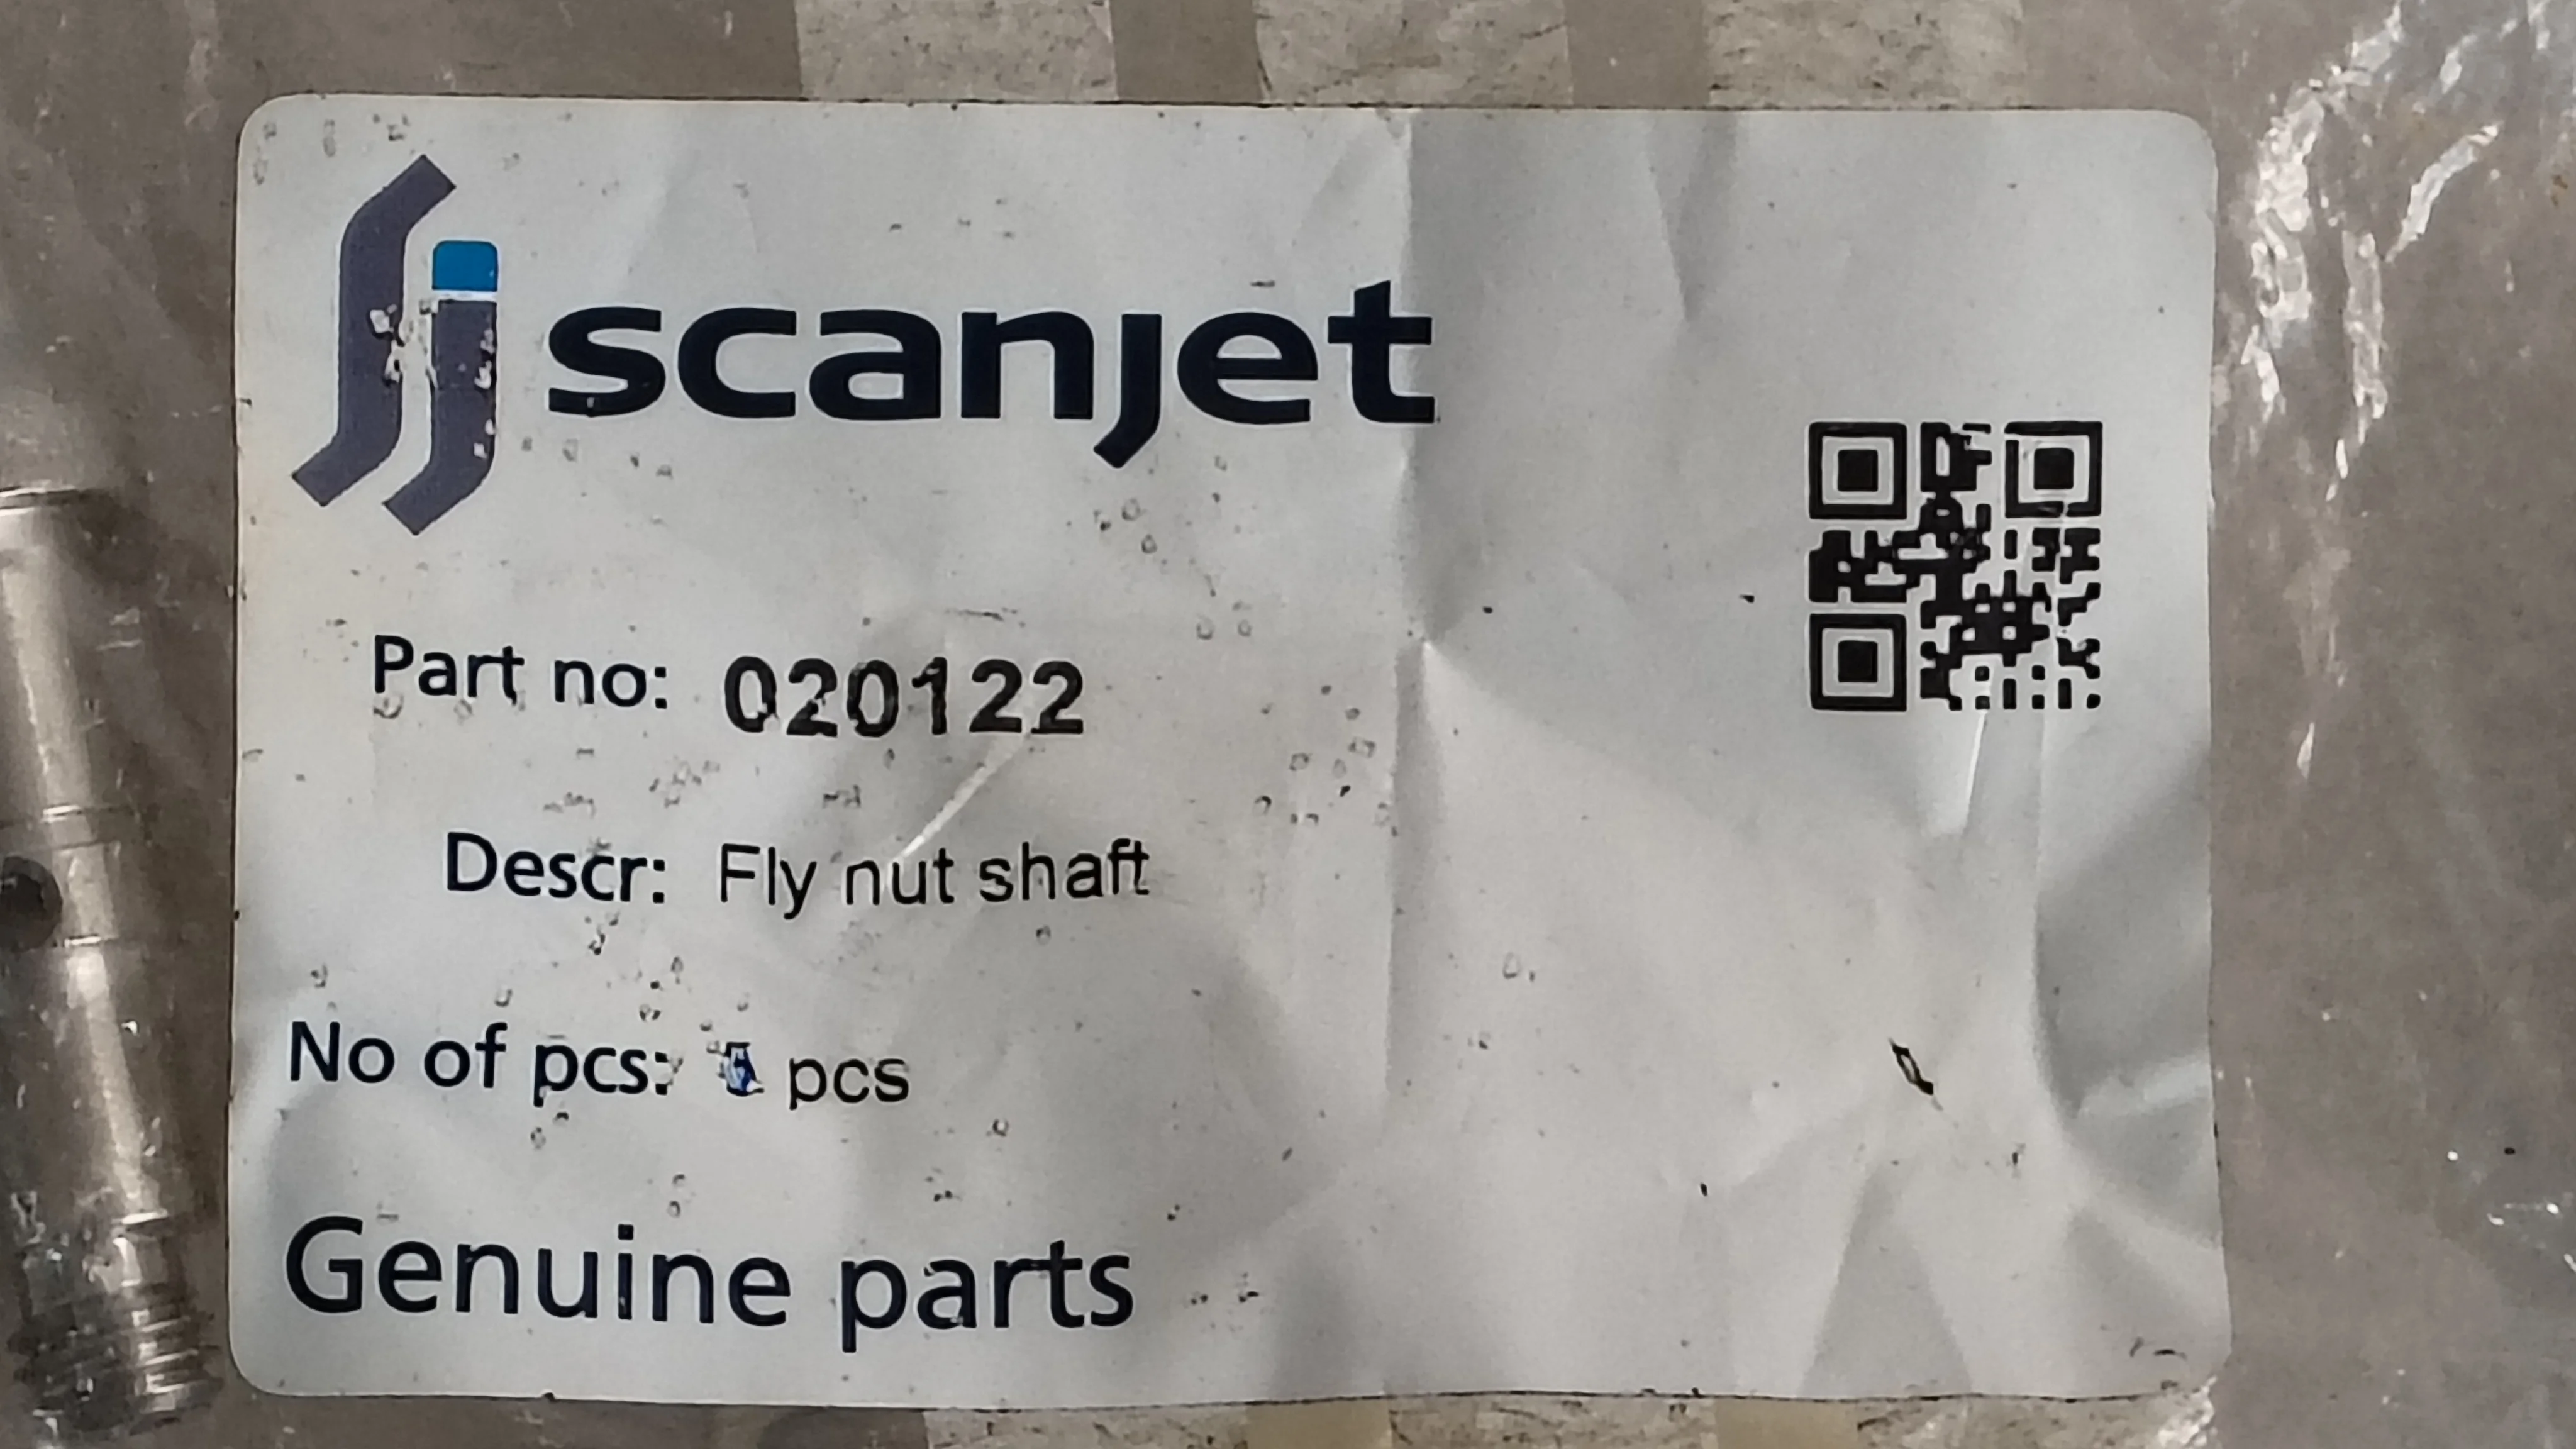 scanjet
Part no: 020122
Descr: Fly nut shaft
No of pcs: pcs
Genuine parts